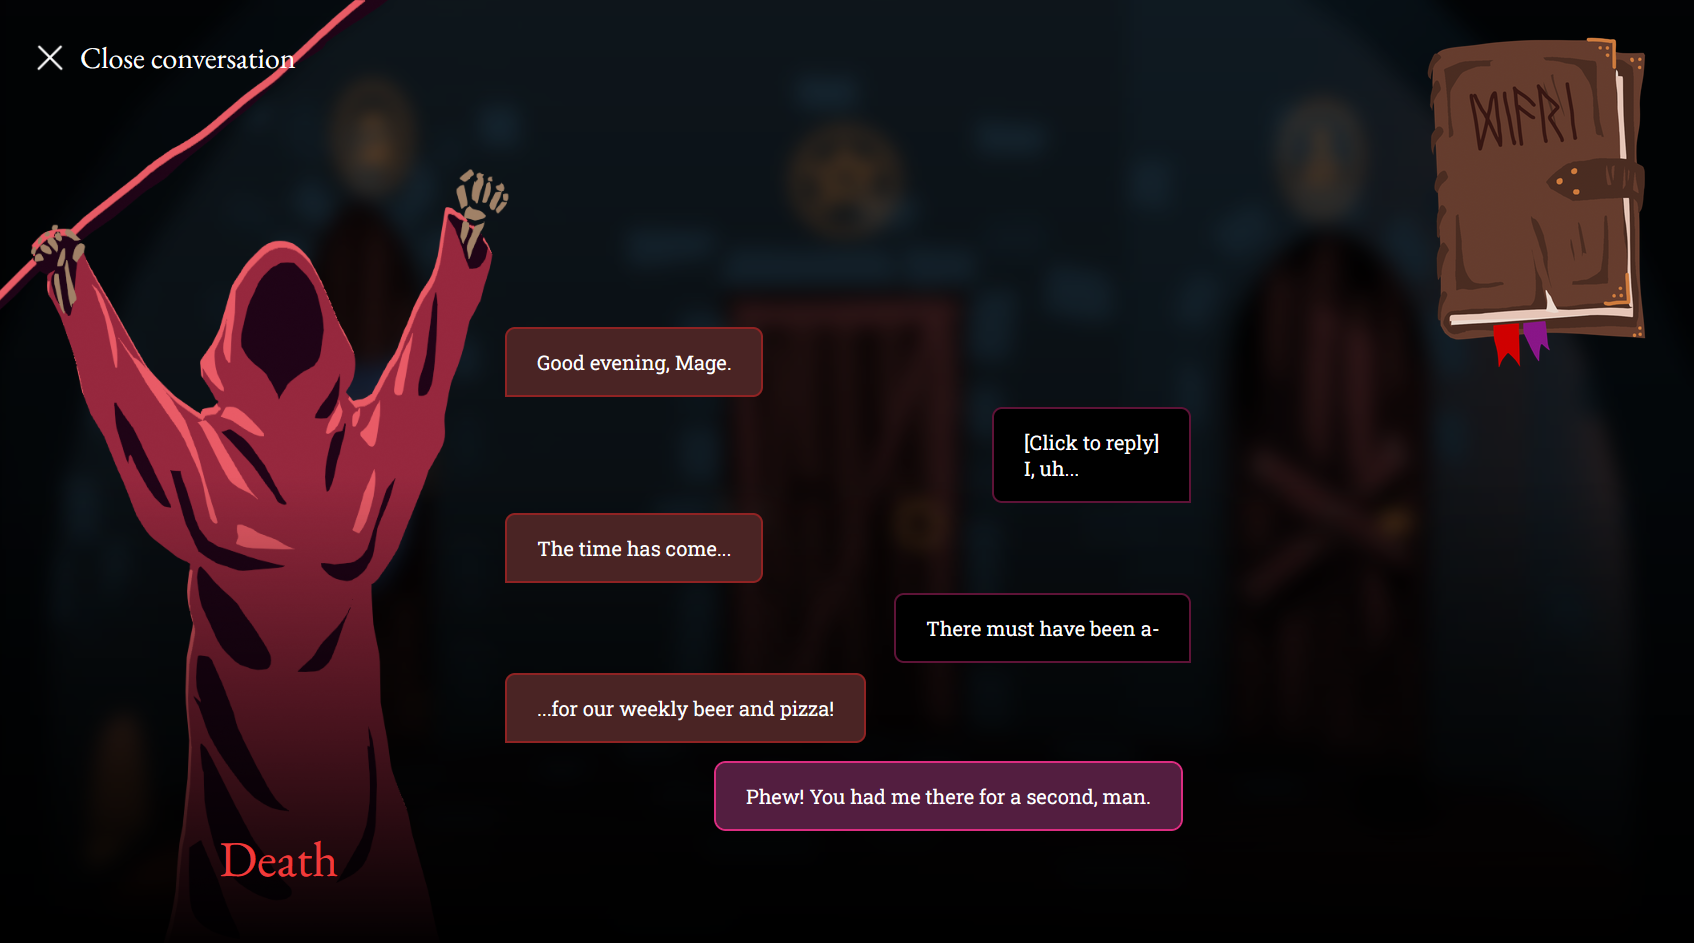 Close conversation
ᛞIᚨRI
Good evening, Mage.
[Click to reply]
I, uh...
The time has come...
There must have been a-
...for our weekly beer and pizza!
Phew! You had me there for a second, man.
Death